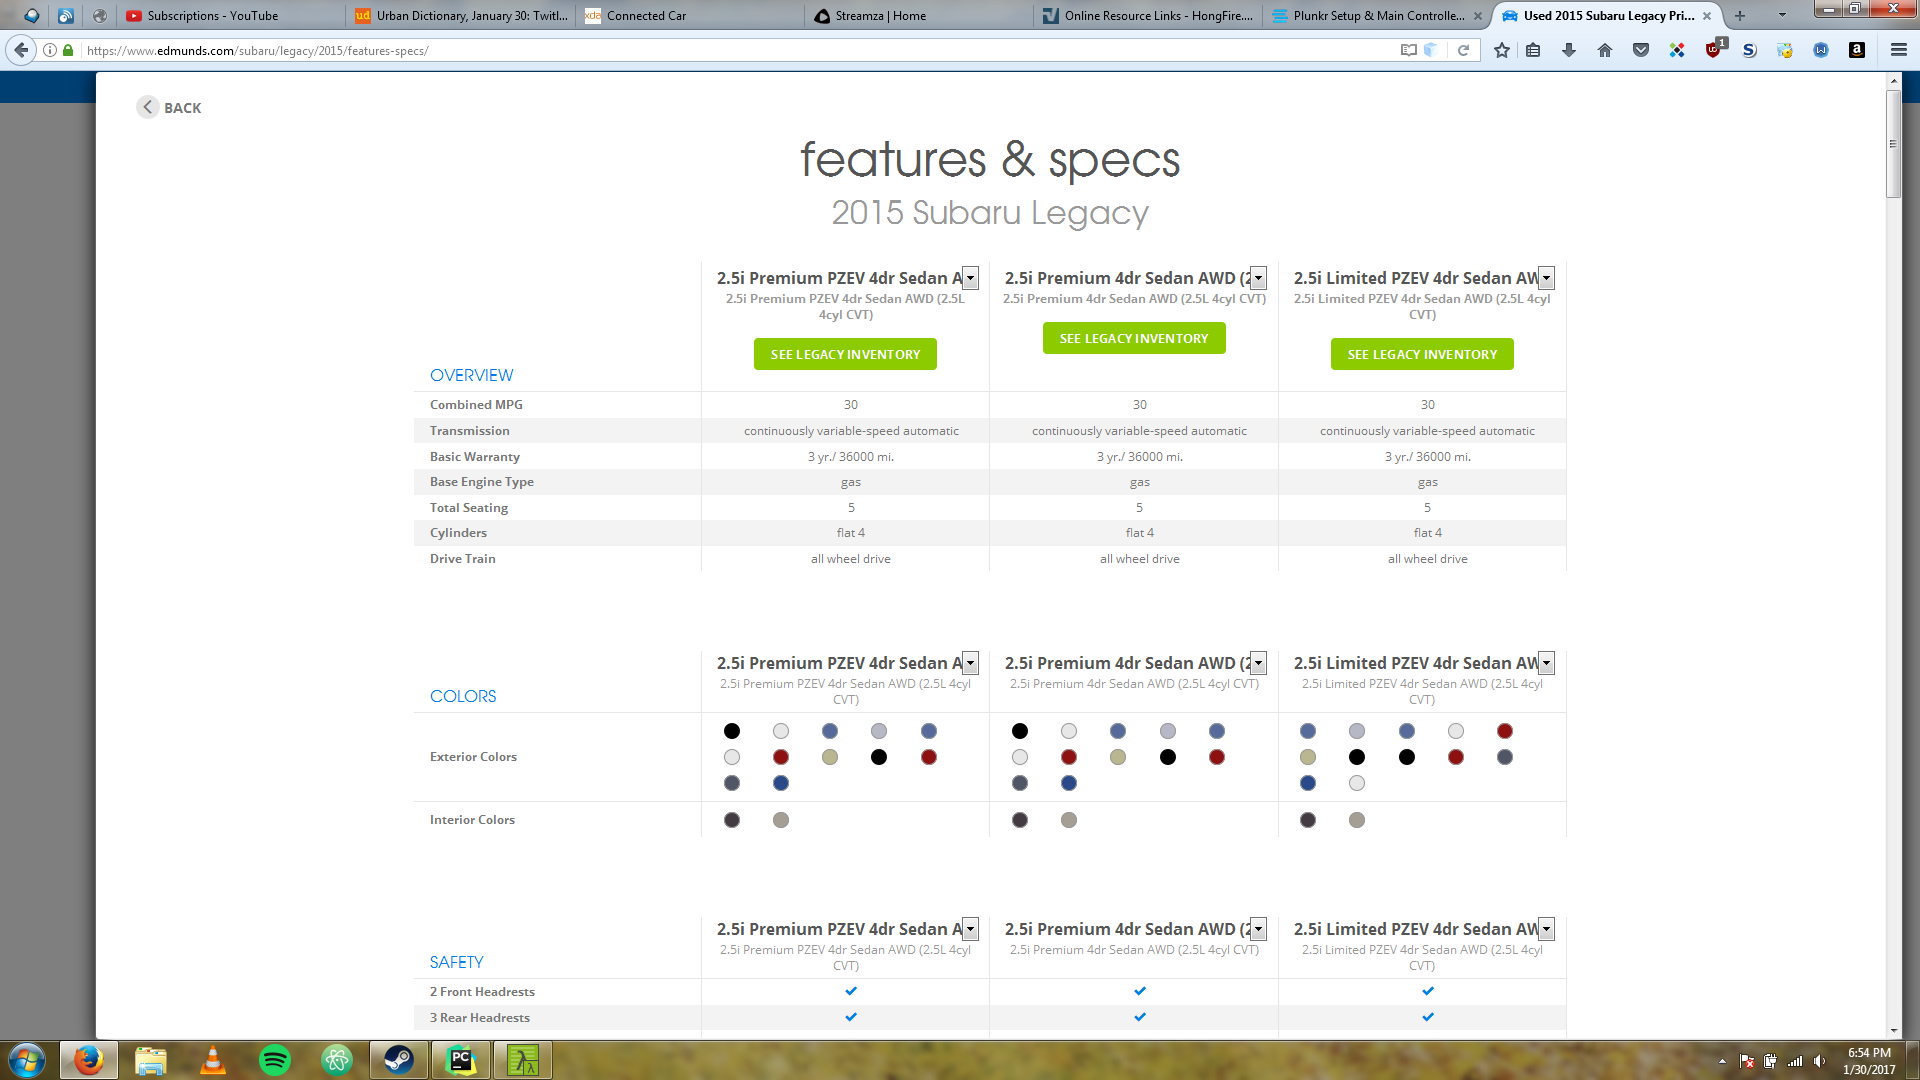 Subscriptions - YouTube
ud Urban Dictionary, January 30: Twitl...
xda Connected Car
Streamza | Home
Online Resource Links - HongFire....
Plunkr Setup & Main Controlle...
Used 2015 Subaru Legacy Pri...
https://www.edmunds.com/subaru/legacy/2015/features-specs/
1
BACK
features & specs
2015 Subaru Legacy
2.5i Premium PZEV 4dr Sedan A
2.5i Premium 4dr Sedan AWD (2
2.5i Limited PZEV 4dr Sedan AW
2.5i Premium PZEV 4dr Sedan AWD (2.5L
4cyl CVT)
2.5i Premium 4dr Sedan AWD (2.5L 4cyl CVT)
2.5i Limited PZEV 4dr Sedan AWD (2.5L 4cyl
CVT)
SEE LEGACY INVENTORY
SEE LEGACY INVENTORY
SEE LEGACY INVENTORY
OVERVIEW
Combined MPG 30 30 30
Transmission continuously variable-speed automatic continuously variable-speed automatic continuously variable-speed automatic
Basic Warranty 3 yr./ 36000 mi. 3 yr./ 36000 mi. 3 yr./ 36000 mi.
Base Engine Type gas gas gas
Total Seating 5 5 5
Cylinders flat 4 flat 4 flat 4
Drive Train all wheel drive all wheel drive all wheel drive
2.5i Premium PZEV 4dr Sedan A
2.5i Premium 4dr Sedan AWD (2
2.5i Limited PZEV 4dr Sedan AW
2.5i Premium PZEV 4dr Sedan AWD (2.5L 4cyl
CVT)
2.5i Premium 4dr Sedan AWD (2.5L 4cyl CVT)
2.5i Limited PZEV 4dr Sedan AWD (2.5L 4cyl
CVT)
COLORS
Exterior Colors
Interior Colors
2.5i Premium PZEV 4dr Sedan A
2.5i Premium 4dr Sedan AWD (2
2.5i Limited PZEV 4dr Sedan AW
2.5i Premium PZEV 4dr Sedan AWD (2.5L 4cyl
CVT)
2.5i Premium 4dr Sedan AWD (2.5L 4cyl CVT)
2.5i Limited PZEV 4dr Sedan AWD (2.5L 4cyl
CVT)
SAFETY
2 Front Headrests
3 Rear Headrests
PC
6:54 PM
1/30/2017